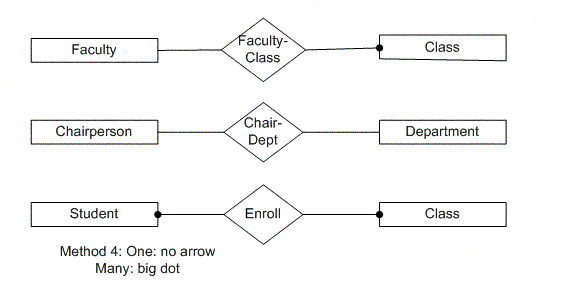 Faculty
Faculty-
Class
Class
Chairperson
Chair-
Dept
Department
Student
Enroll
Class
Method 4: One: no arrow
Many: big dot